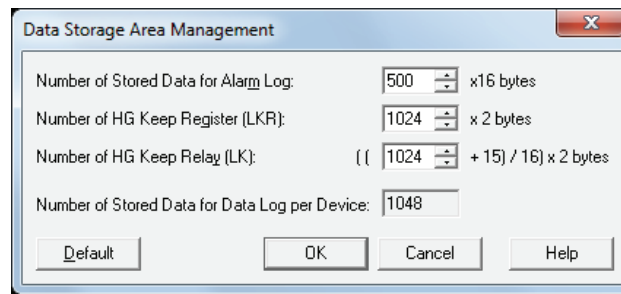 Data Storage Area Management
Number of Stored Data for Alarm Log: 500 x16 bytes
Number of HG Keep Register (LKR): 1024 x 2 bytes
Number of HG Keep Relay (LK): (( 1024 + 15) / 16) x 2 bytes
Number of Stored Data for Data Log per Device: 1048
Default OK Cancel Help